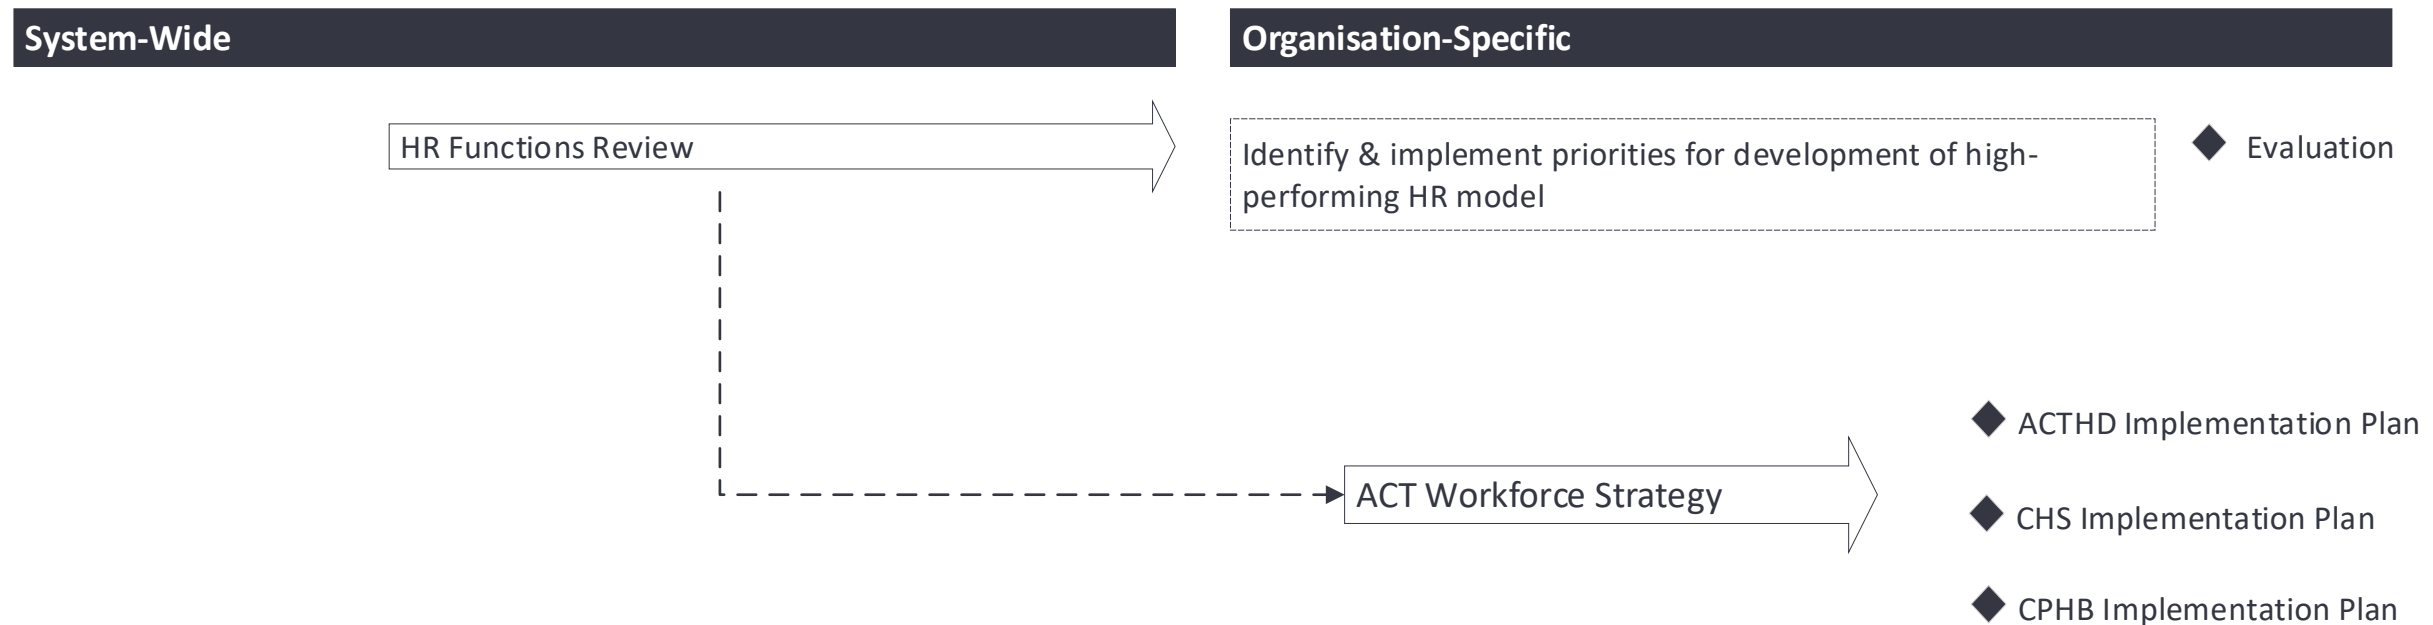 System-Wide
Organisation-Specific
HR Functions Review
Identify & implement priorities for development of high-
performing HR model
Evaluation
ACT Workforce Strategy
ACTHD Implementation Plan
CHS Implementation Plan
CPHB Implementation Plan